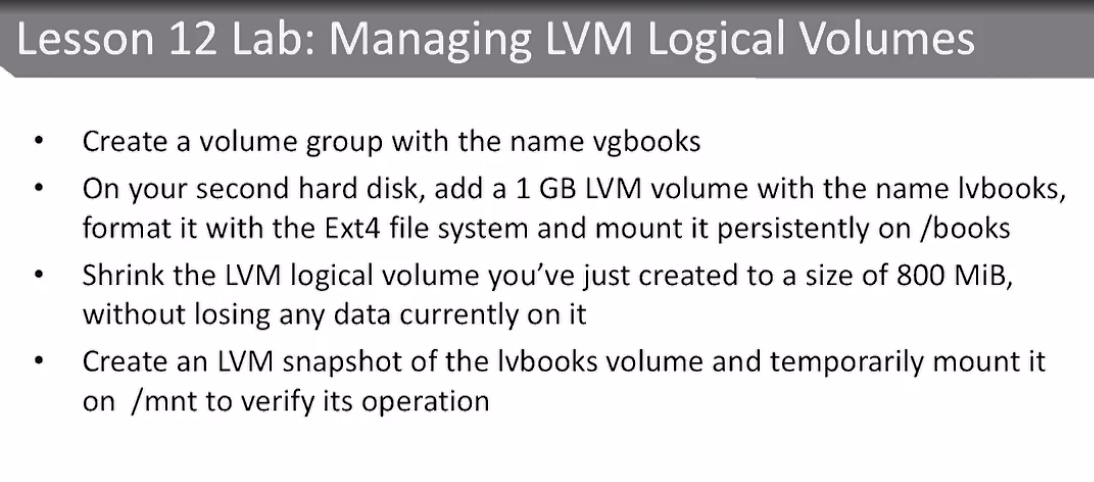 Lesson 12 Lab: Managing LVM Logical Volumes
• Create a volume group with the name vgbooks
• On your second hard disk, add a 1 GB LVM volume with the name lvbooks,
format it with the Ext4 file system and mount it persistently on /books
• Shrink the LVM logical volume you’ve just created to a size of 800 MiB,
without losing any data currently on it
• Create an LVM snapshot of the lvbooks volume and temporarily mount it
on /mnt to verify its operation